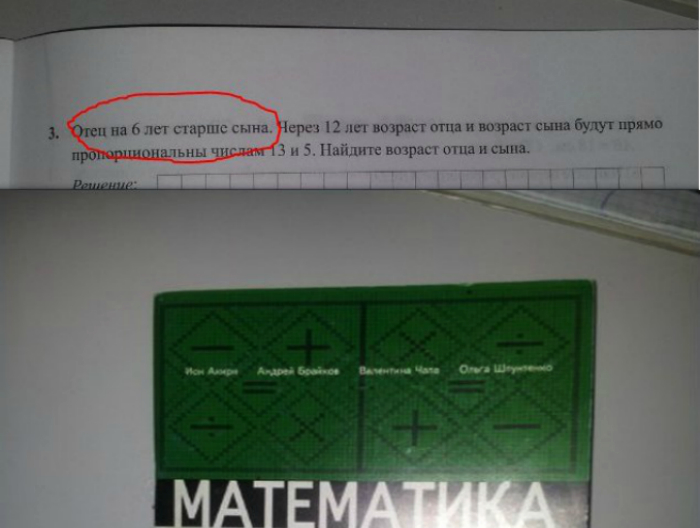 3. Отец на 6 лет старше сына. Через 12 лет возраст отца и возраст сына будут прямо
пропорциональны числам 13 и 5. Найдите возраст отца и сына.
Решение:
Ион Акири Андрей Брайков Валентина Чапа Ольга Шпунтенко
МАТЕМАТИКА